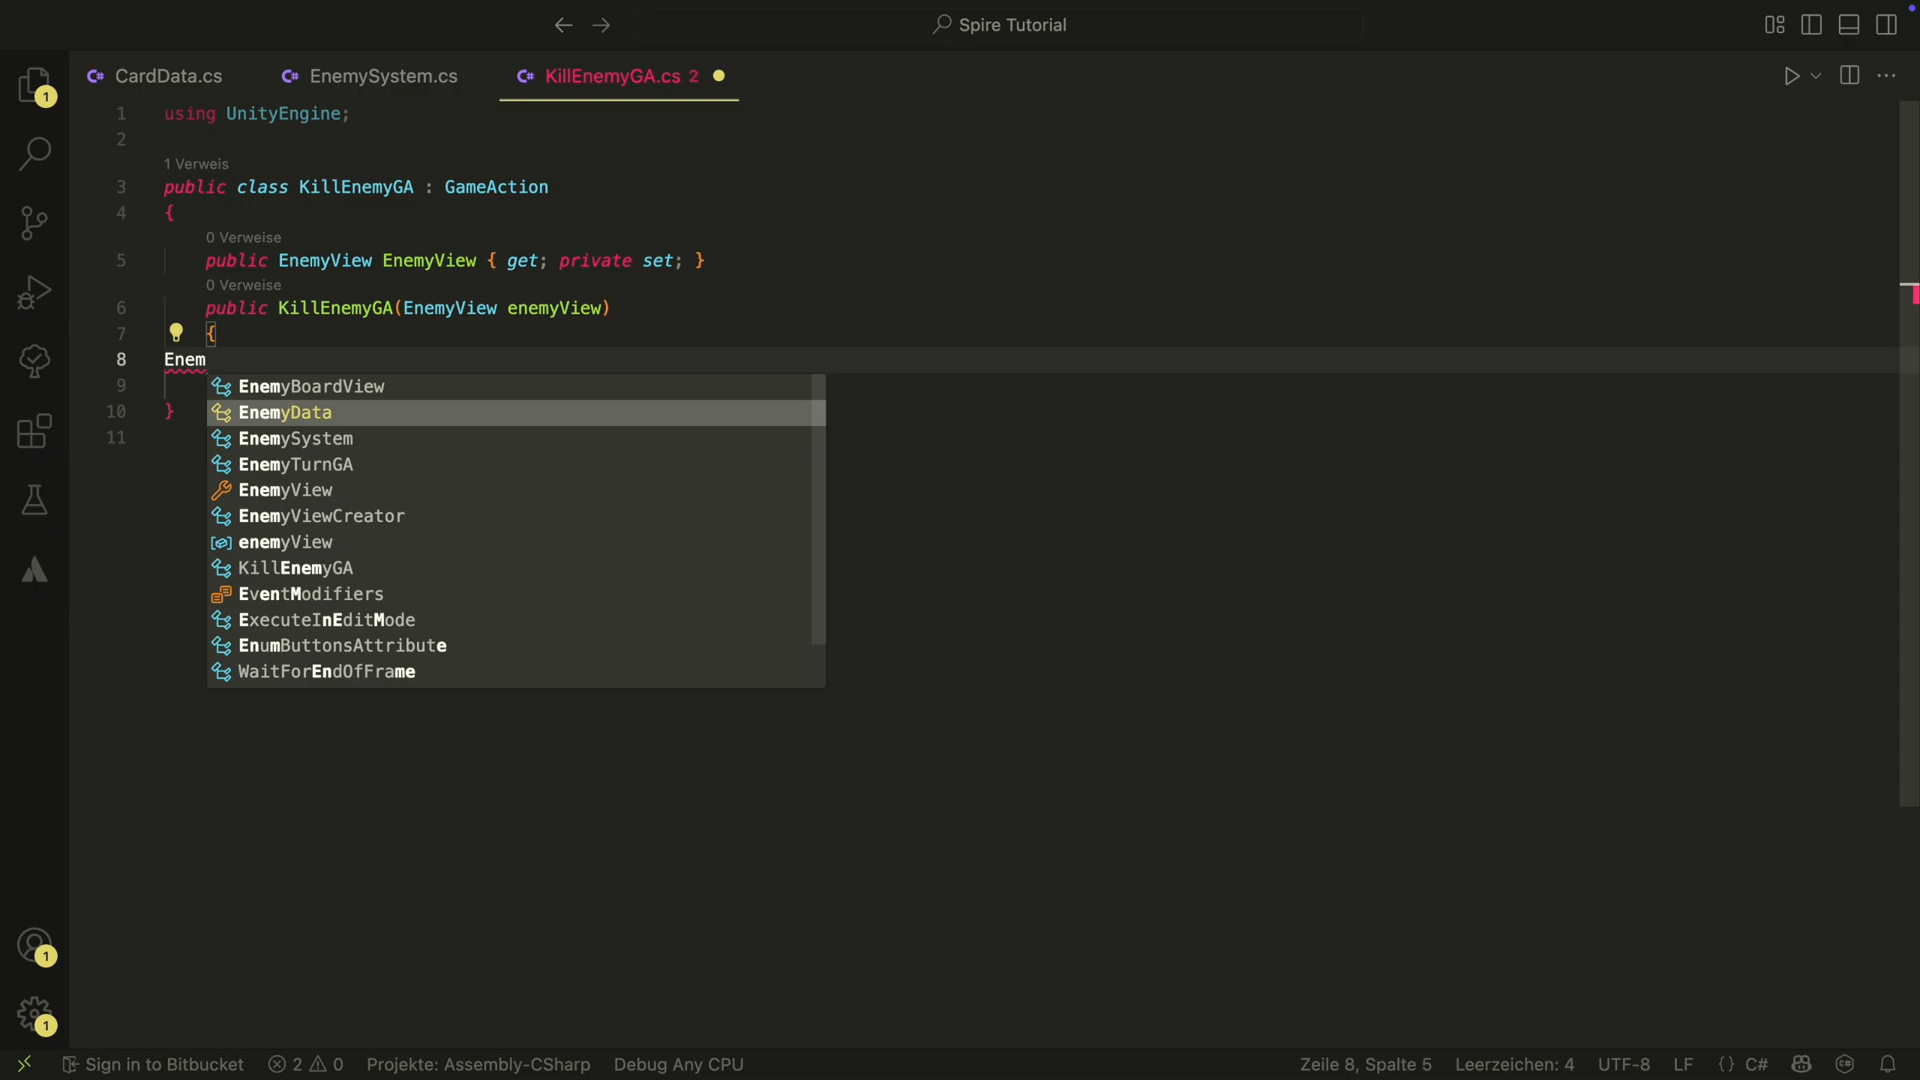 Spire Tutorial
CardData.cs
EnemySystem.cs
KillEnemyGA.cs 2
1 using UnityEngine;
2
1 Verweis
3 public class KillEnemyGA : GameAction
4 {
0 Verweise
5 public EnemyView EnemyView { get; private set; }
0 Verweise
6 public KillEnemyGA(EnemyView enemyView)
7 {
8 Enem
9
10 }
11
EnemyBoardView
EnemyData
EnemySystem
EnemyTurnGA
EnemyView
EnemyViewCreator
enemyView
KillEnemyGA
EventModifiers
ExecuteInEditMode
EnumButtonsAttribute
WaitForEndOfFrame
1
1
1
Sign in to Bitbucket 2 0 Projekte: Assembly-CSharp Debug Any CPU Zeile 8, Spalte 5 Leerzeichen: 4 UTF-8 LF {} C#